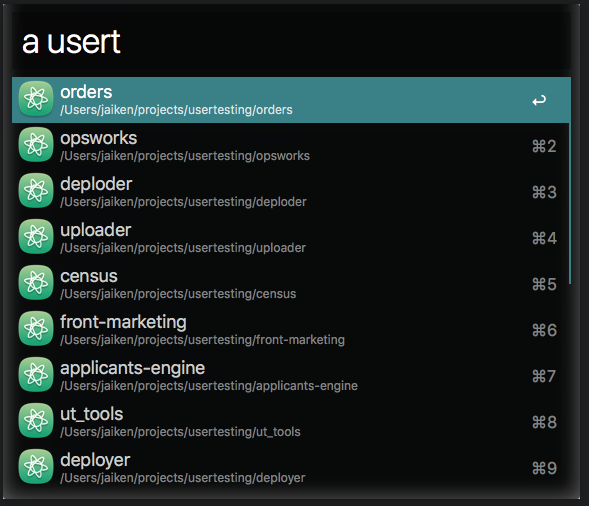 a usert
orders
/Users/jaiken/projects/usertesting/orders
↩
opsworks
/Users/jaiken/projects/usertesting/opsworks
⌘2
deploder
/Users/jaiken/projects/usertesting/deploder
⌘3
uploader
/Users/jaiken/projects/usertesting/uploader
⌘4
census
/Users/jaiken/projects/usertesting/census
⌘5
front-marketing
/Users/jaiken/projects/usertesting/front-marketing
⌘6
applicants-engine
/Users/jaiken/projects/usertesting/applicants-engine
⌘7
ut_tools
/Users/jaiken/projects/usertesting/ut_tools
⌘8
deployer
/Users/jaiken/projects/usertesting/deployer
⌘9